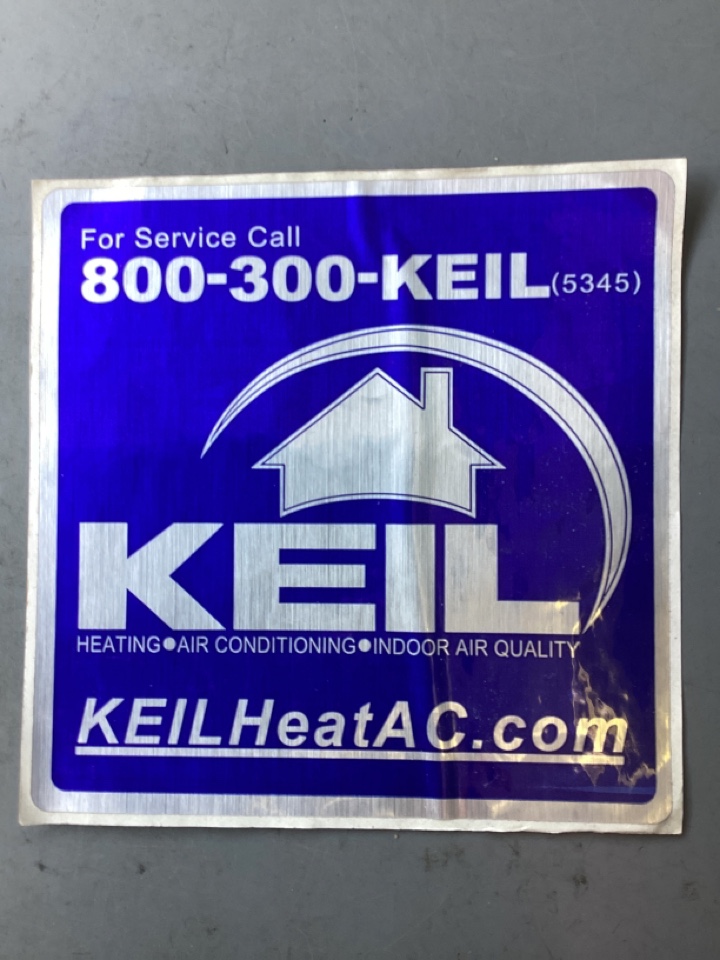 For Service Call
800-300-KEIL(5345)
KEIL
HEATING●AIR CONDITIONING●INDOOR AIR QUALITY
KEILHeatAC.com